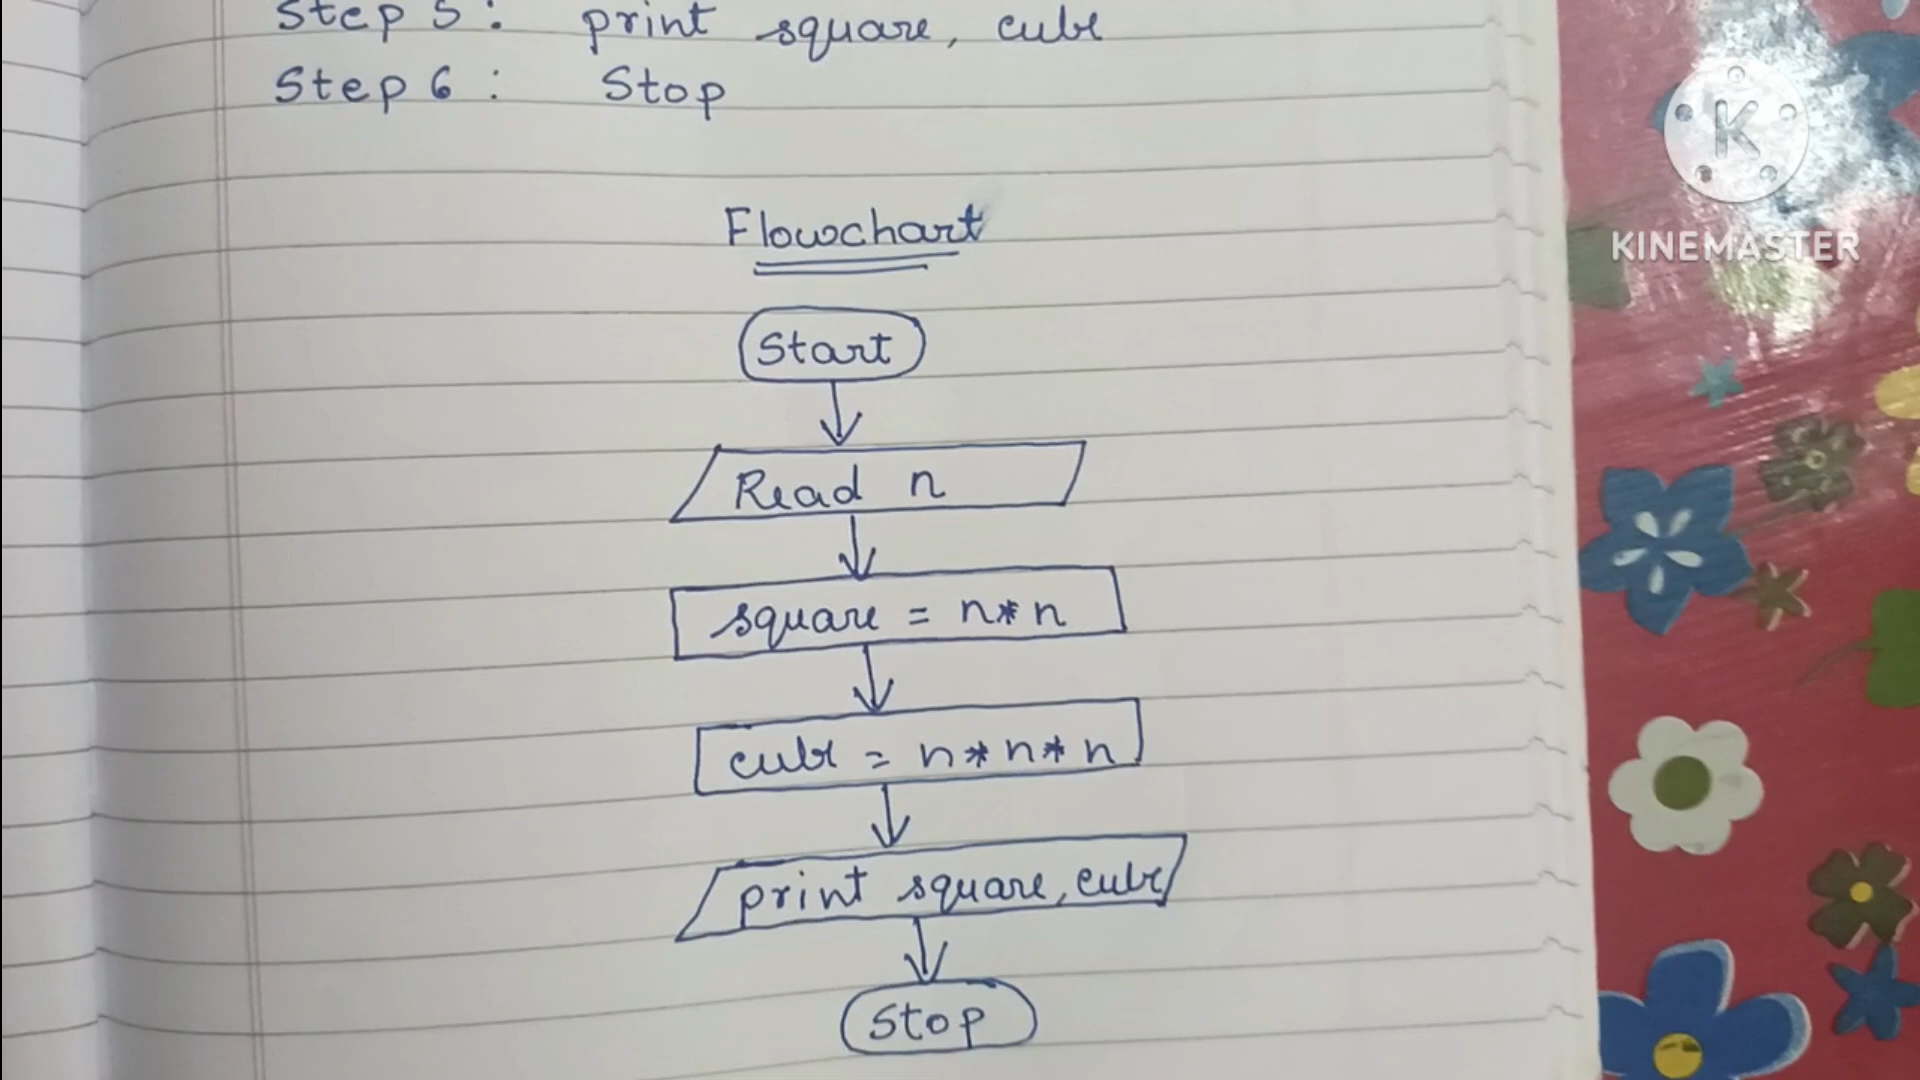 Step 5 : print square, cube
Step 6 : Stop
Flowchart
Start
Read n
square = n*n
cube = n*n*n
print square, cube
Stop
K
KINEMASTER